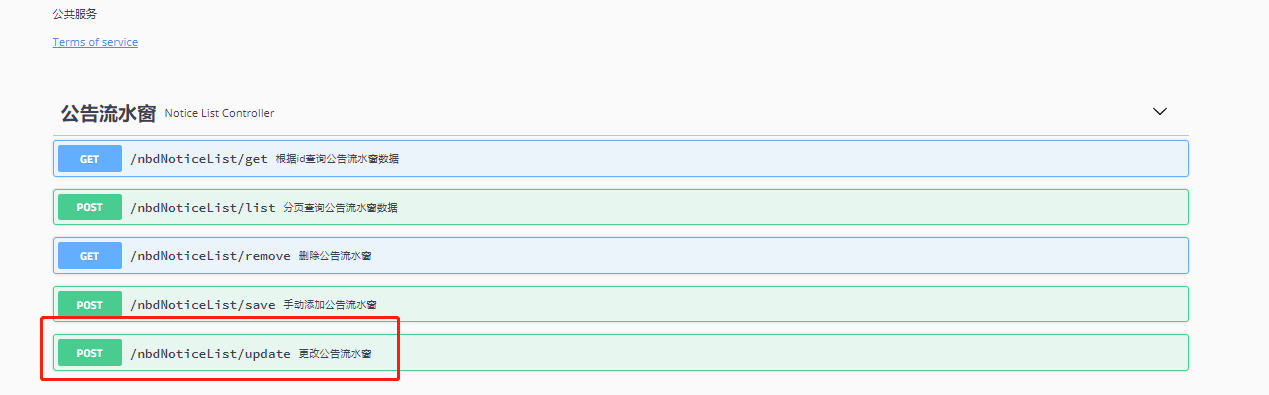 公共服务
Terms of service
公告流水窗 Notice List Controller
GET /nbdNoticeList/get 根据id查询公告流水窗数据
POST /nbdNoticeList/list 分页查询公告流水窗数据
GET /nbdNoticeList/remove 删除公告流水窗
POST /nbdNoticeList/save 手动添加公告流水窗
POST /nbdNoticeList/update 更改公告流水窗